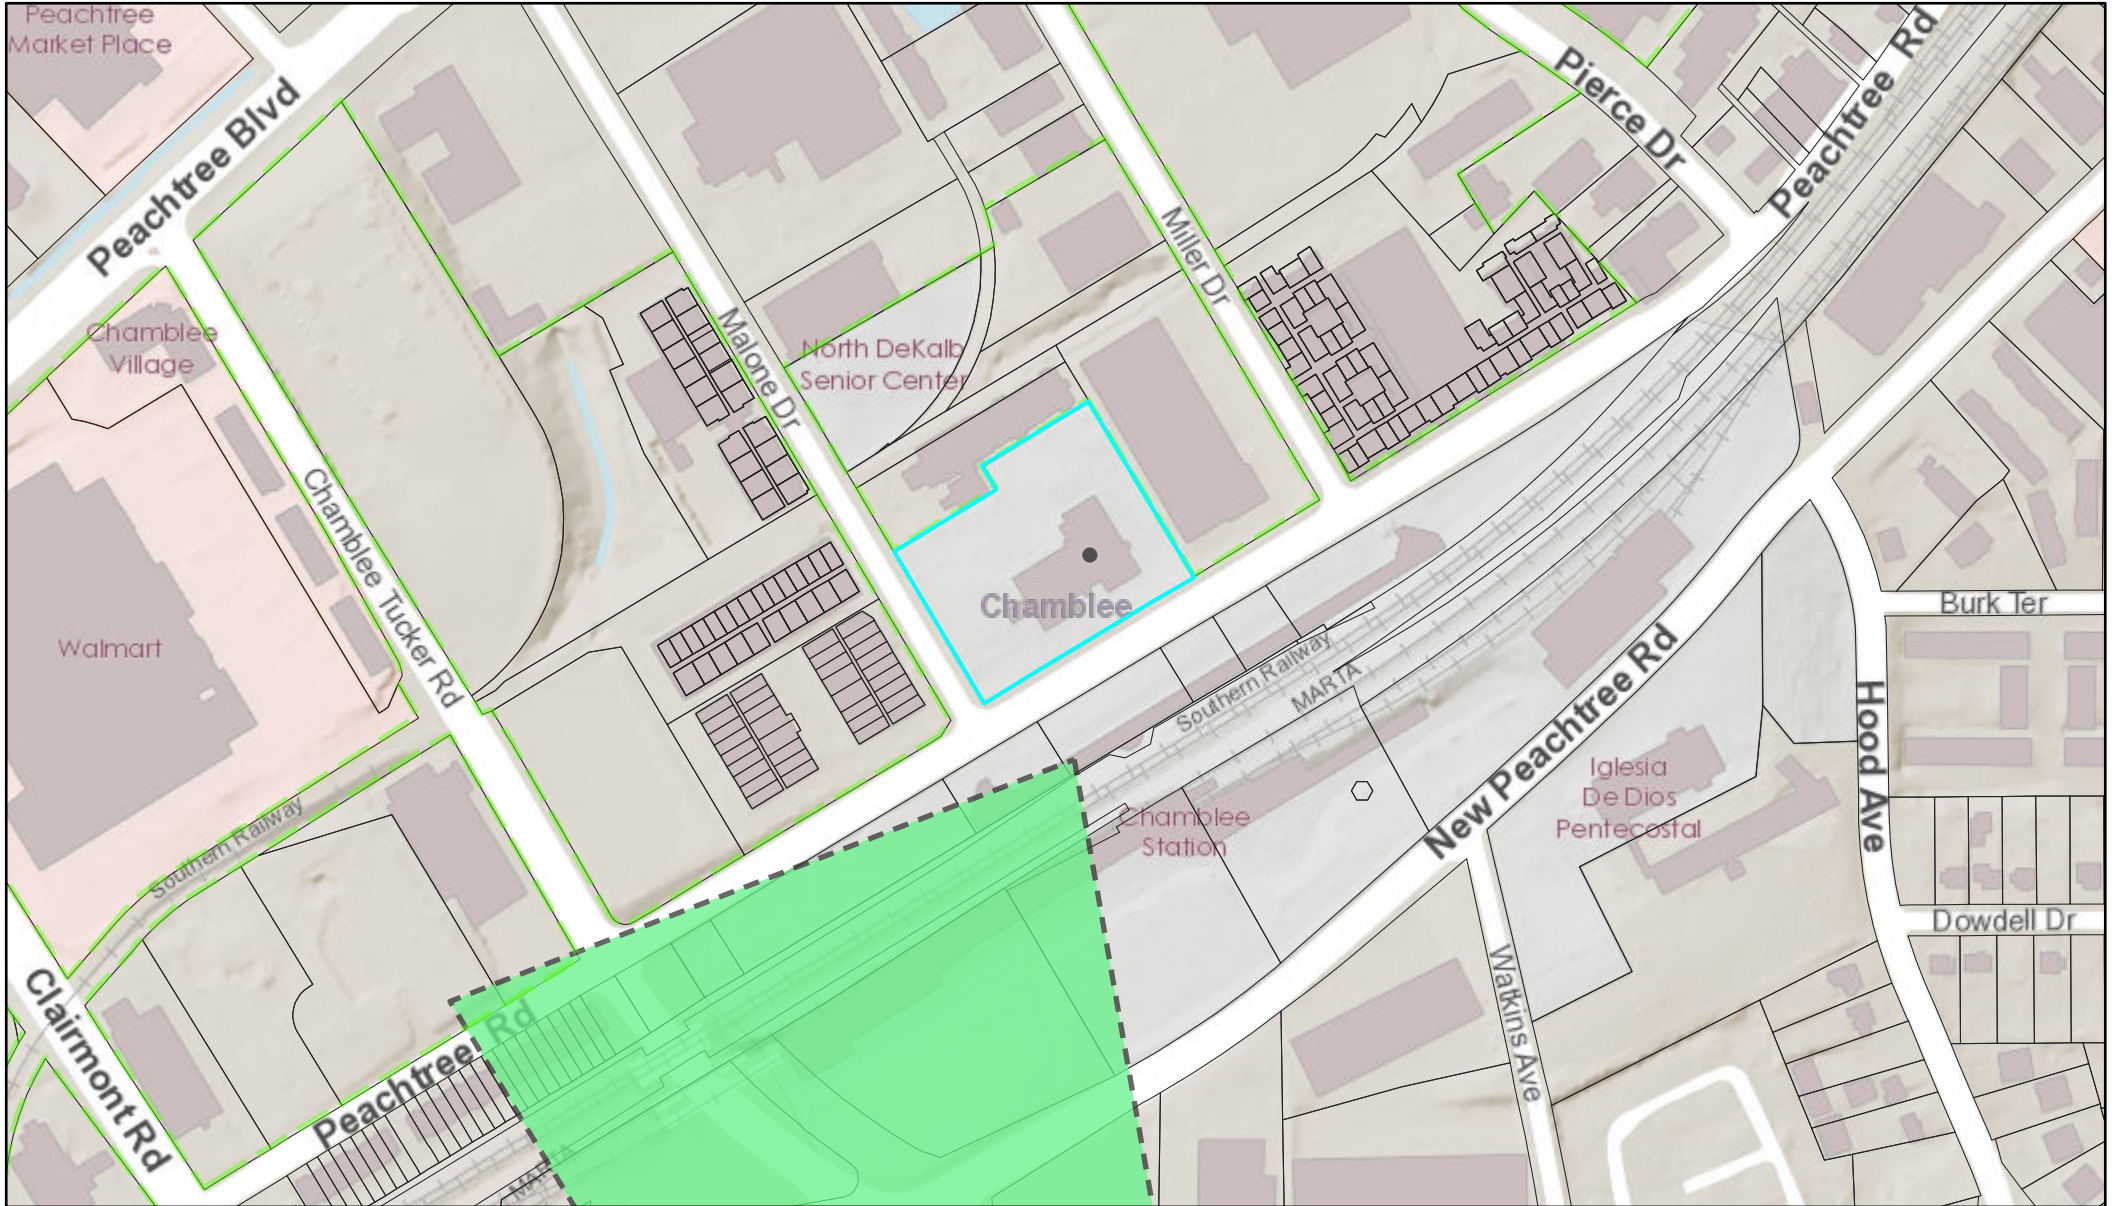 Peachtree
Market Place
Peachtree Blvd
Pierce Dr
Peachtree Rd
Miller Dr
Chamblee
Village
Malone Dr
North DeKalb
Senior Center
Chamblee Tucker Rd
Walmart
Chamblee
Burk Ter
Southern Railway
MARTA
New Peachtree Rd
Hood Ave
Iglesia
De Dios
Pentecostal
Chamblee
Station
Southern Railway
Dowdell Dr
Clairmont Rd
Peachtree Rd
Watkins Ave
MARTA